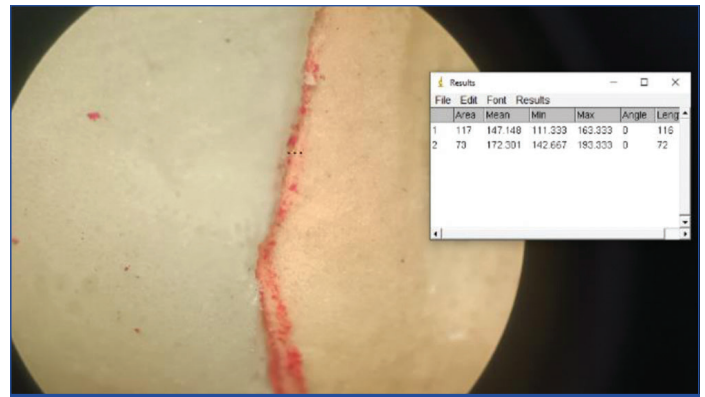 Results
File Edit Font Results
Area Mean Min Max Angle Leng
1 117 147.148 111.333 163.333 0 116
2 73 172.301 142.667 193.333 0 72